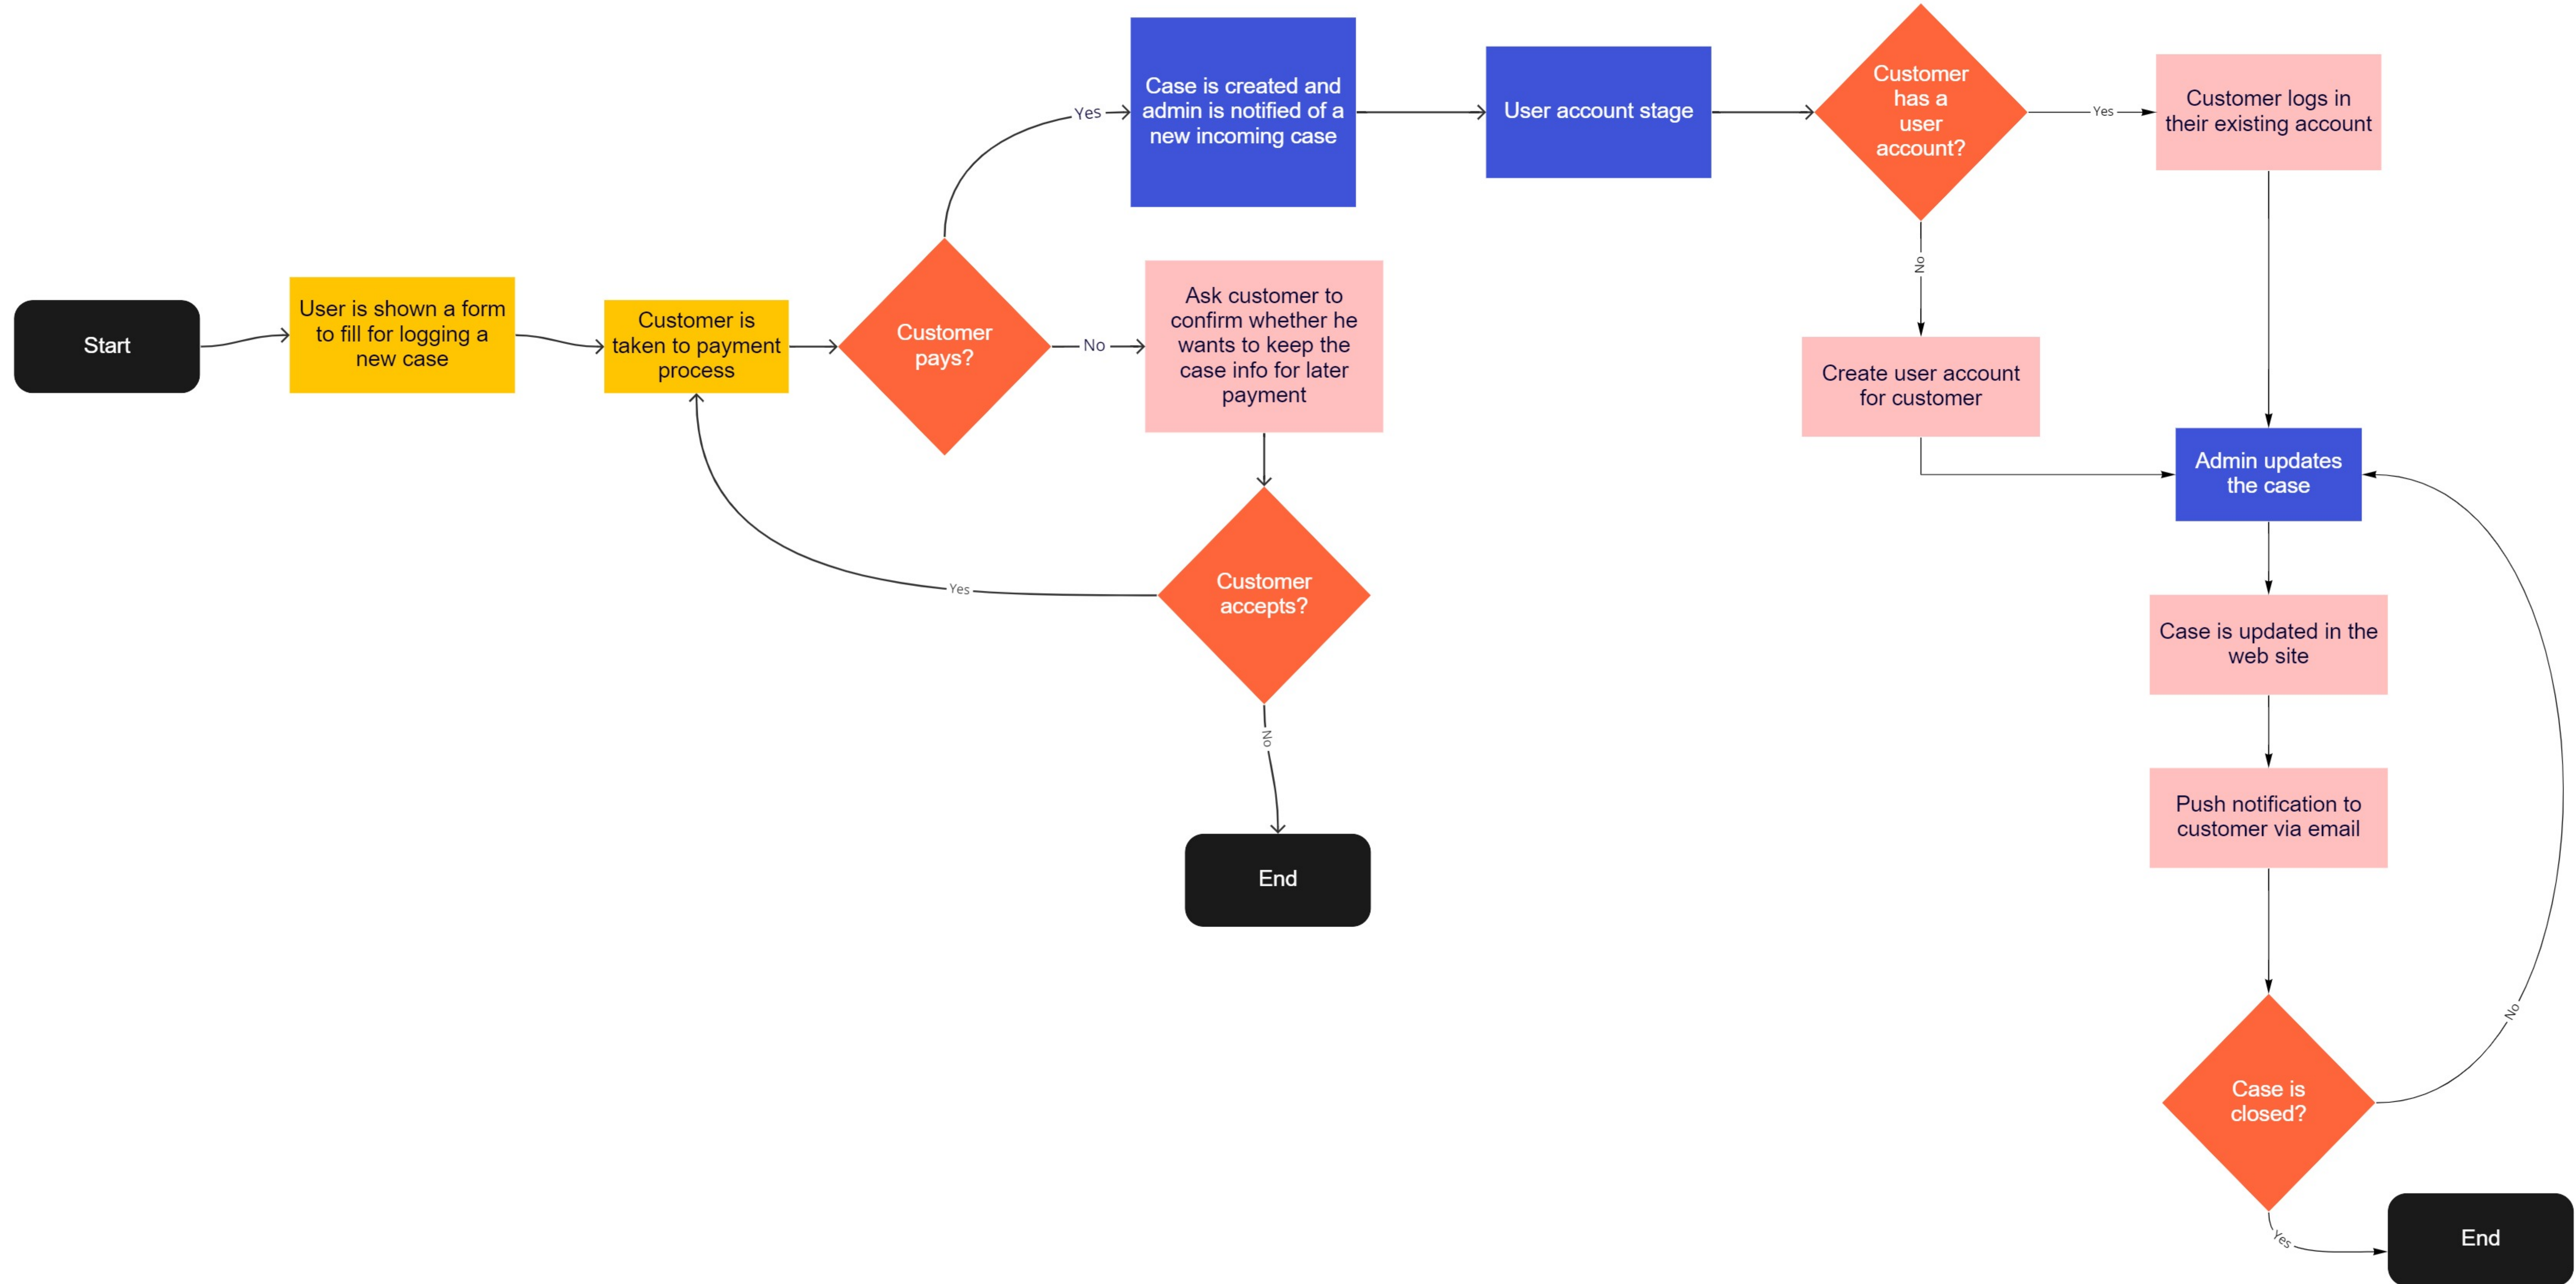 Start
User is shown a form
to fill for logging a
new case
Customer is
taken to payment
process
Customer
pays?
Yes
Case is created and
admin is notified of a
new incoming case
User account stage
Customer
has a
user
account?
Yes
Customer logs in
their existing account
No
Create user account
for customer
No
Ask customer to
confirm whether he
wants to keep the
case info for later
payment
Customer
accepts?
Yes
No
End
Admin updates
the case
Case is updated in the
web site
Push notification to
customer via email
Case is
closed?
No
Yes
End